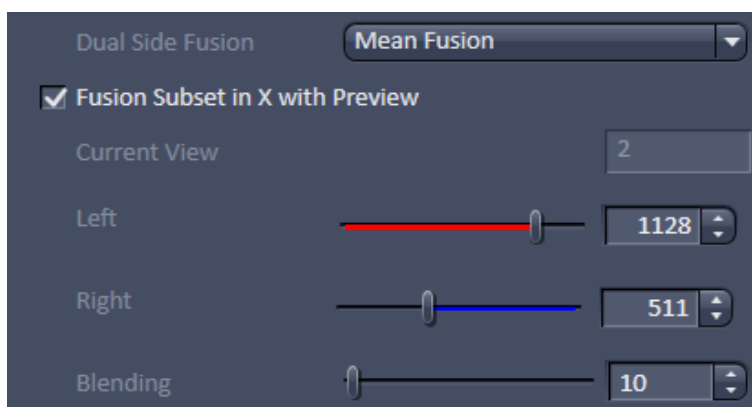 Dual Side Fusion Mean Fusion
Fusion Subset in X with Preview
Current View 2
Left 1128
Right 511
Blending 10